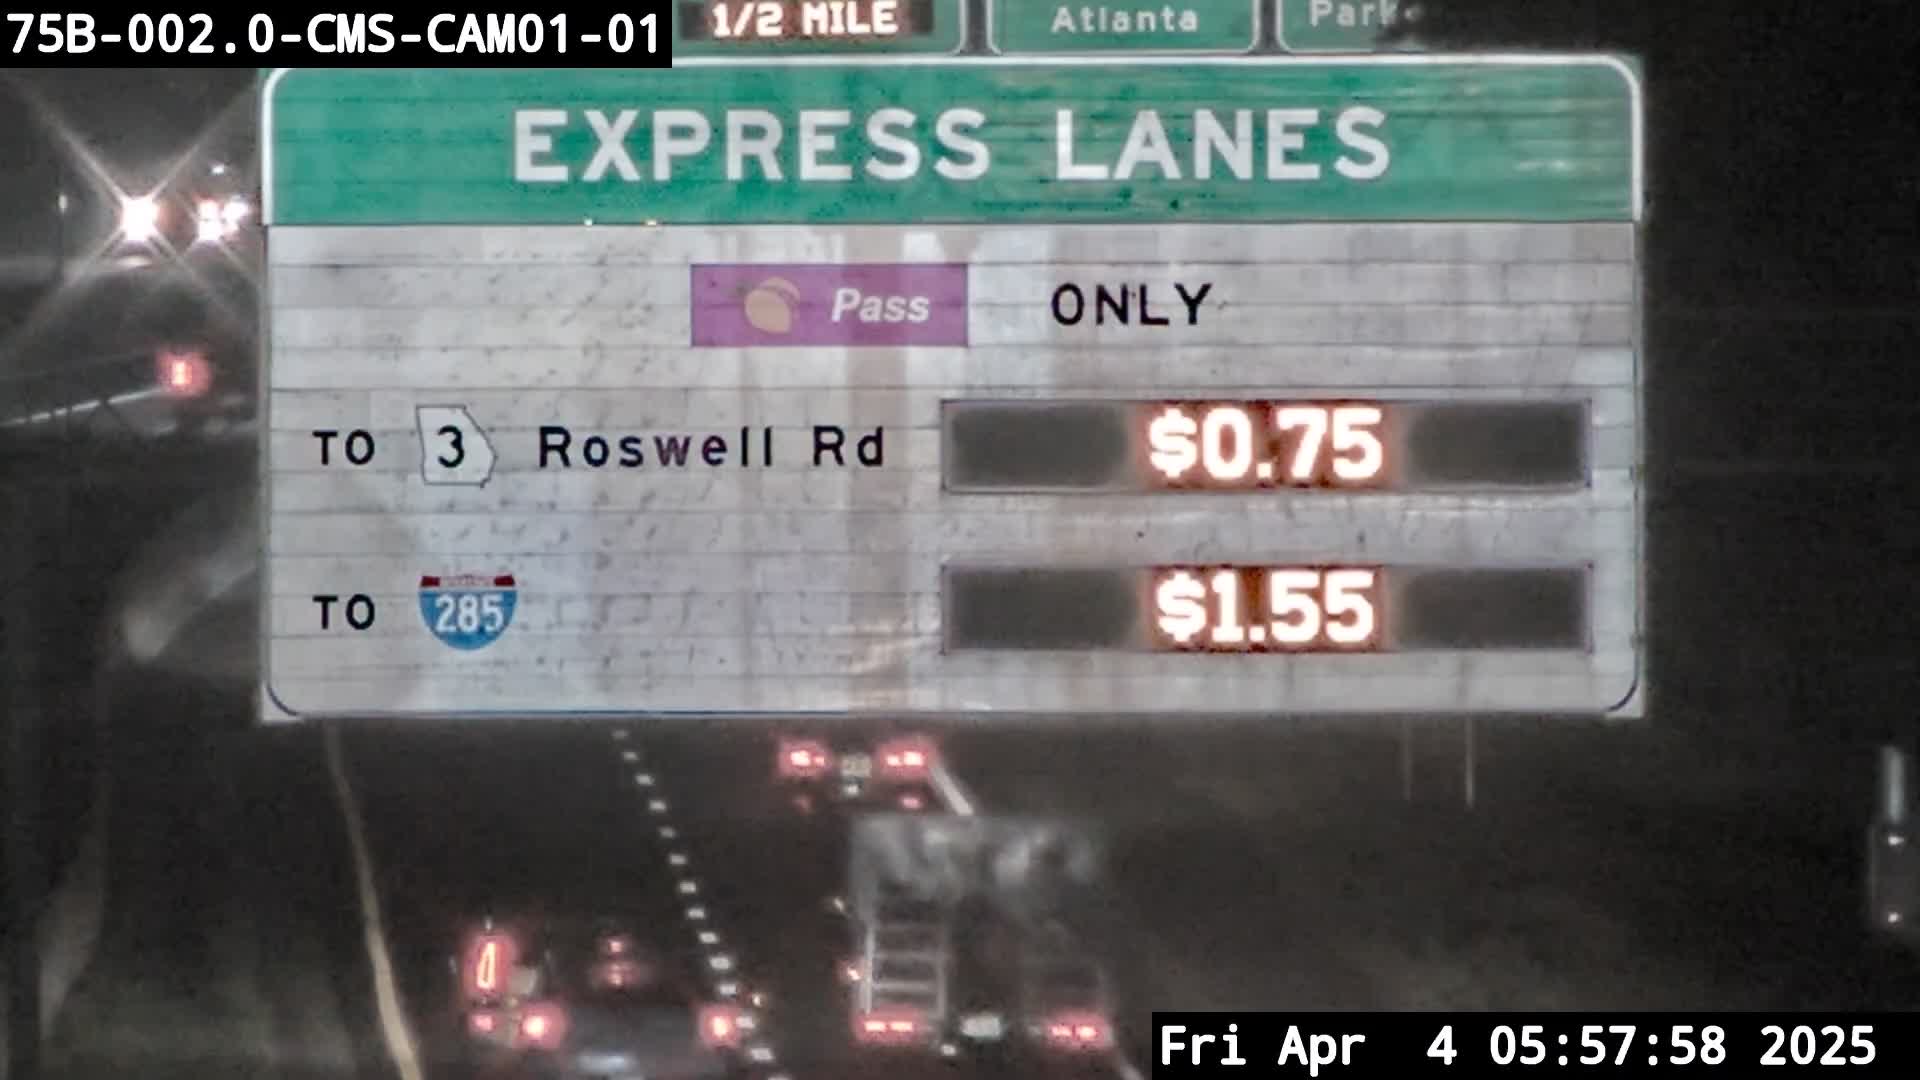 75B-002.0-CMS-CAM01-01
1/2 MILE
Atlanta
EXPRESS LANES
Pass ONLY
TO 3 Roswell Rd $0.75
TO 285 $1.55
Fri Apr 4 05:57:58 2025